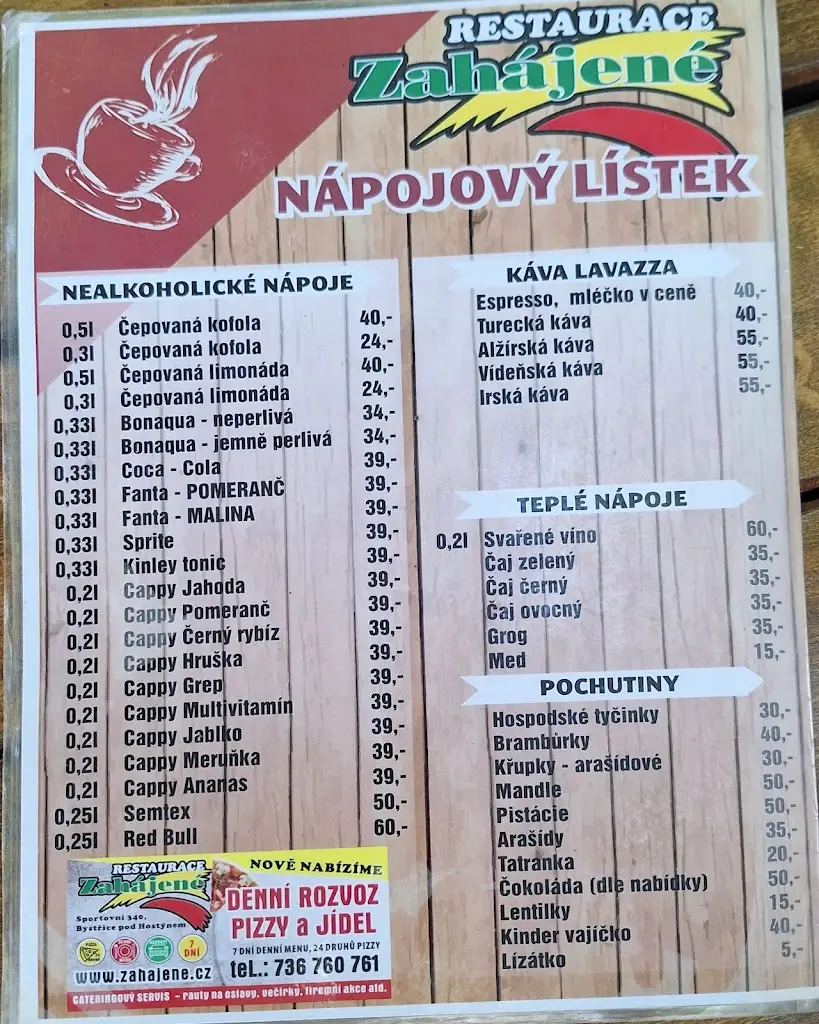 RESTAURACE
Zahájené
NÁPOJOVÝ LÍSTEK
NEALKOHOLICKÉ NÁPOJE
0,5l Čepovaná kofola 40,-
0,3l Čepovaná kofola 24,-
0,5l Čepovaná limonáda 40,-
0,3l Čepovaná limonáda 24,-
0,33l Bonaqua - neperlivá 34,-
0,33l Bonaqua - jemně perlivá 34,-
0,33l Coca - Cola 39,-
0,33l Fanta - POMERANČ 39,-
0,33l Fanta - MALINA 39,-
0,33l Sprite 39,-
0,33l Kinley tonic 39,-
0,2l Cappy Jahoda 39,-
0,2l Cappy Pomeranč 39,-
0,2l Cappy Černý rybíz 39,-
0,2l Cappy Hruška 39,-
0,2l Cappy Grep 39,-
0,2l Cappy Multivitamín 39,-
0,2l Cappy Jablko 39,-
0,2l Cappy Meruňka 39,-
0,2l Cappy Ananas 39,-
0,25l Semtex 50,-
0,25l Red Bull 60,-
KÁVA LAVAZZA
Espresso, mléčko v ceně 40,-
Turecká káva 40,-
Alžírská káva 55,-
Vídeňská káva 55,-
Irská káva 55,-
TEPLÉ NÁPOJE
0,2l Svařené víno 60,-
Čaj zelený 35,-
Čaj černý 35,-
Čaj ovocný 35,-
Grog 35,-
Med 15,-
POCHUTINY
Hospodské tyčinky 30,-
Brambůrky 40,-
Křupky - arašídové 30,-
Mandle 50,-
Pistácie 50,-
Arašídy 35,-
Tatranka 20,-
Čokoláda (dle nabídky) 50,-
Lentilky 15,-
Kinder vajíčko 40,-
Lízátko 5,-
RESTAURACE
Zahájené
Sportovní 340,
Bystřice pod Hostýnem
7
DNÍ
www.zahajene.cz
NOVĚ NABÍZÍME
DENNÍ ROZVOZ
PIZZY a JÍDEL
7 DNÍ DENNÍ MENU, 24 DRUHŮ PIZZY
tel.: 736 760 761
CATERINGOVÝ SERVIS - rauty na oslavy, večírky, firemní akce atd.